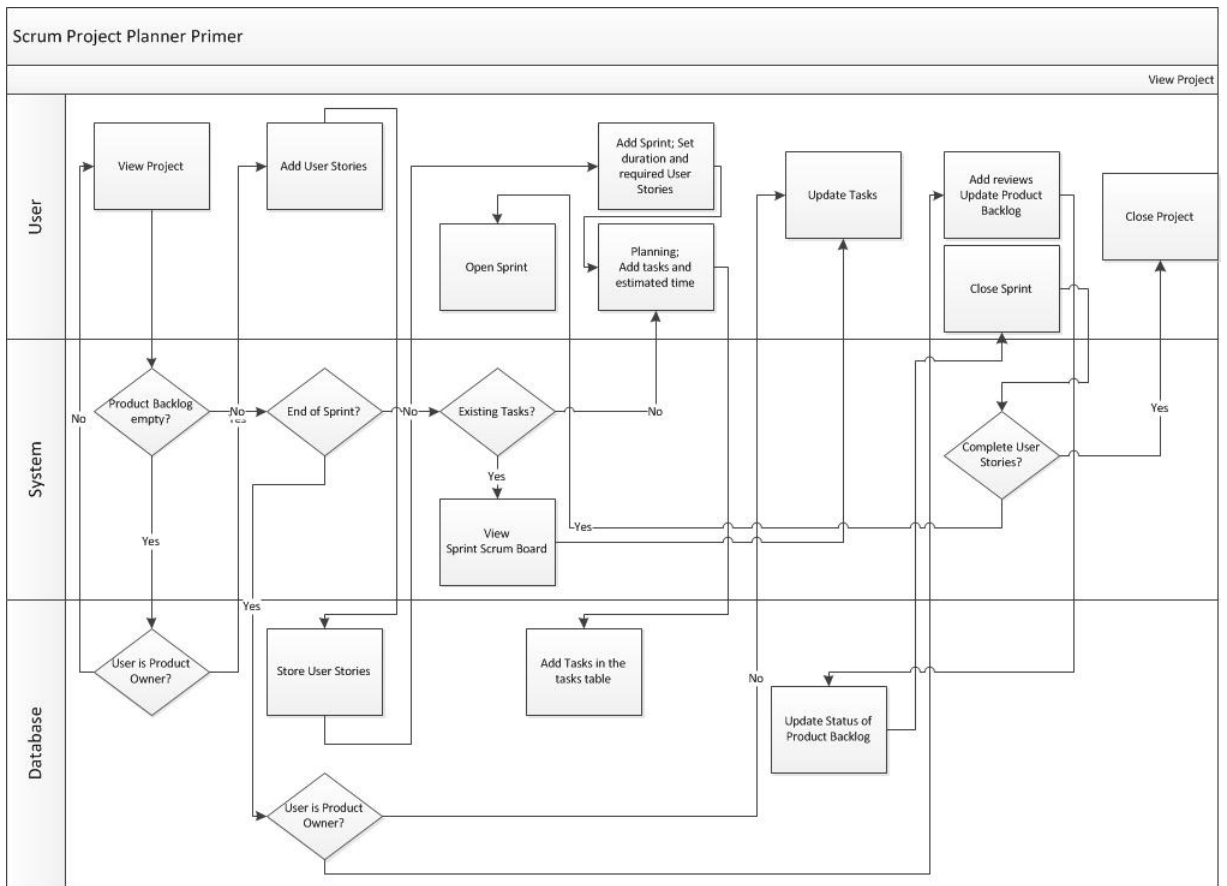 Scrum Project Planner Primer
View Project
User
View Project
Add User Stories
Add Sprint; Set
duration and
required User
Stories
Update Tasks
Add reviews
Update Product
Backlog
Close Project
Open Sprint
Planning;
Add tasks and
estimated time
Close Sprint
System
Product Backlog
empty?
No
No
Yes
End of Sprint?
No
Existing Tasks?
No
Yes
Complete User
Stories?
Yes
Yes
View
Sprint Scrum Board
Yes
Yes
Database
User is Product
Owner?
Store User Stories
Add Tasks in the
tasks table
No
Update Status of
Product Backlog
User is Product
Owner?